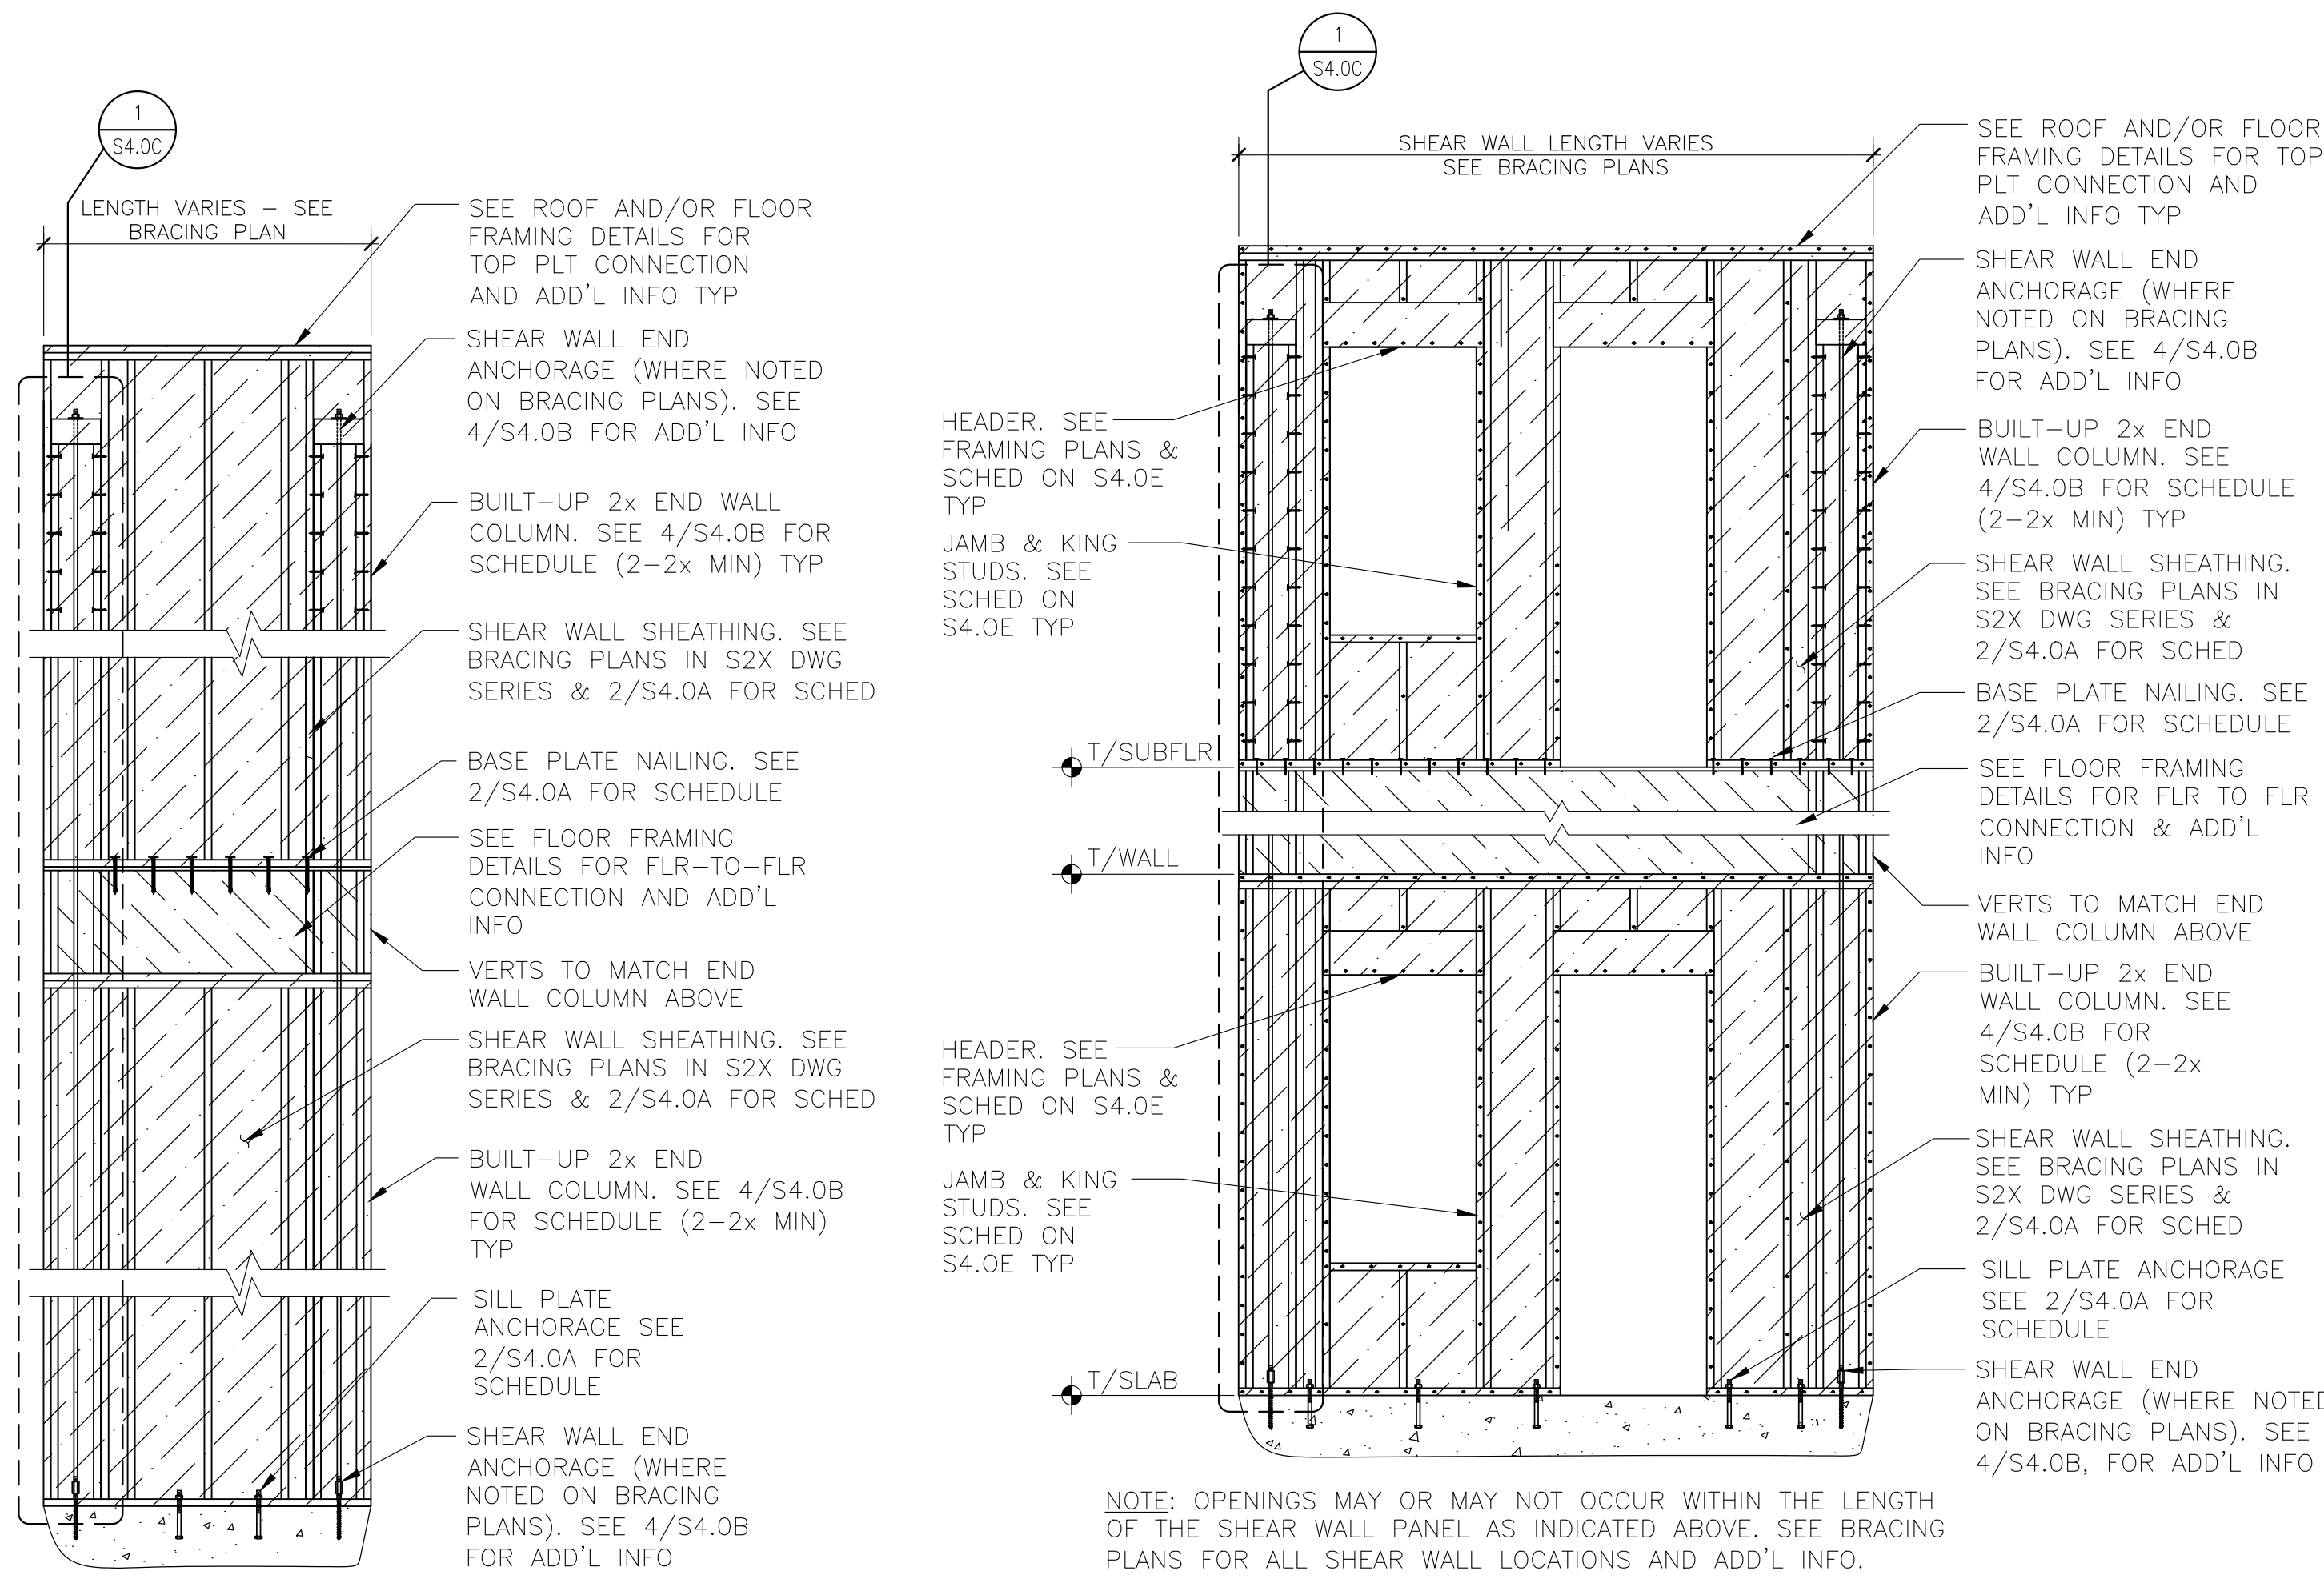 1
S4.0C
LENGTH VARIES – SEE
BRACING PLAN
SEE ROOF AND/OR FLOOR
FRAMING DETAILS FOR
TOP PLT CONNECTION
AND ADD'L INFO TYP
SHEAR WALL END
ANCHORAGE (WHERE NOTED
ON BRACING PLANS). SEE
4/S4.0B FOR ADD'L INFO
BUILT–UP 2x END WALL
COLUMN. SEE 4/S4.0B FOR
SCHEDULE (2–2x MIN) TYP
SHEAR WALL SHEATHING. SEE
BRACING PLANS IN S2X DWG
SERIES & 2/S4.0A FOR SCHED
BASE PLATE NAILING. SEE
2/S4.0A FOR SCHEDULE
SEE FLOOR FRAMING
DETAILS FOR FLR–TO–FLR
CONNECTION AND ADD'L
INFO
VERTS TO MATCH END
WALL COLUMN ABOVE
SHEAR WALL SHEATHING. SEE
BRACING PLANS IN S2X DWG
SERIES & 2/S4.0A FOR SCHED
BUILT–UP 2x END
WALL COLUMN. SEE 4/S4.0B
FOR SCHEDULE (2–2x MIN)
TYP
SILL PLATE
ANCHORAGE SEE
2/S4.0A FOR
SCHEDULE
SHEAR WALL END
ANCHORAGE (WHERE
NOTED ON BRACING
PLANS). SEE 4/S4.0B
FOR ADD'L INFO
1
S4.0C
SHEAR WALL LENGTH VARIES
SEE BRACING PLANS
HEADER. SEE
FRAMING PLANS &
SCHED ON S4.0E
TYP
JAMB & KING
STUDS. SEE
SCHED ON
S4.0E TYP
T/SUBFLR
T/WALL
HEADER. SEE
FRAMING PLANS &
SCHED ON S4.0E
TYP
JAMB & KING
STUDS. SEE
SCHED ON
S4.0E TYP
T/SLAB
SEE ROOF AND/OR FLOOR
FRAMING DETAILS FOR TOP
PLT CONNECTION AND
ADD'L INFO TYP
SHEAR WALL END
ANCHORAGE (WHERE
NOTED ON BRACING
PLANS). SEE 4/S4.0B
FOR ADD'L INFO
BUILT–UP 2x END
WALL COLUMN. SEE
4/S4.0B FOR SCHEDULE
(2–2x MIN) TYP
SHEAR WALL SHEATHING.
SEE BRACING PLANS IN
S2X DWG SERIES &
2/S4.0A FOR SCHED
BASE PLATE NAILING. SEE
2/S4.0A FOR SCHEDULE
SEE FLOOR FRAMING
DETAILS FOR FLR TO FLR
CONNECTION & ADD'L
INFO
VERTS TO MATCH END
WALL COLUMN ABOVE
BUILT–UP 2x END
WALL COLUMN. SEE
4/S4.0B FOR
SCHEDULE (2–2x
MIN) TYP
SHEAR WALL SHEATHING.
SEE BRACING PLANS IN
S2X DWG SERIES &
2/S4.0A FOR SCHED
SILL PLATE ANCHORAGE
SEE 2/S4.0A FOR
SCHEDULE
SHEAR WALL END
ANCHORAGE (WHERE NOTED
ON BRACING PLANS). SEE
4/S4.0B, FOR ADD'L INFO
NOTE: OPENINGS MAY OR MAY NOT OCCUR WITHIN THE LENGTH
OF THE SHEAR WALL PANEL AS INDICATED ABOVE. SEE BRACING
PLANS FOR ALL SHEAR WALL LOCATIONS AND ADD'L INFO.